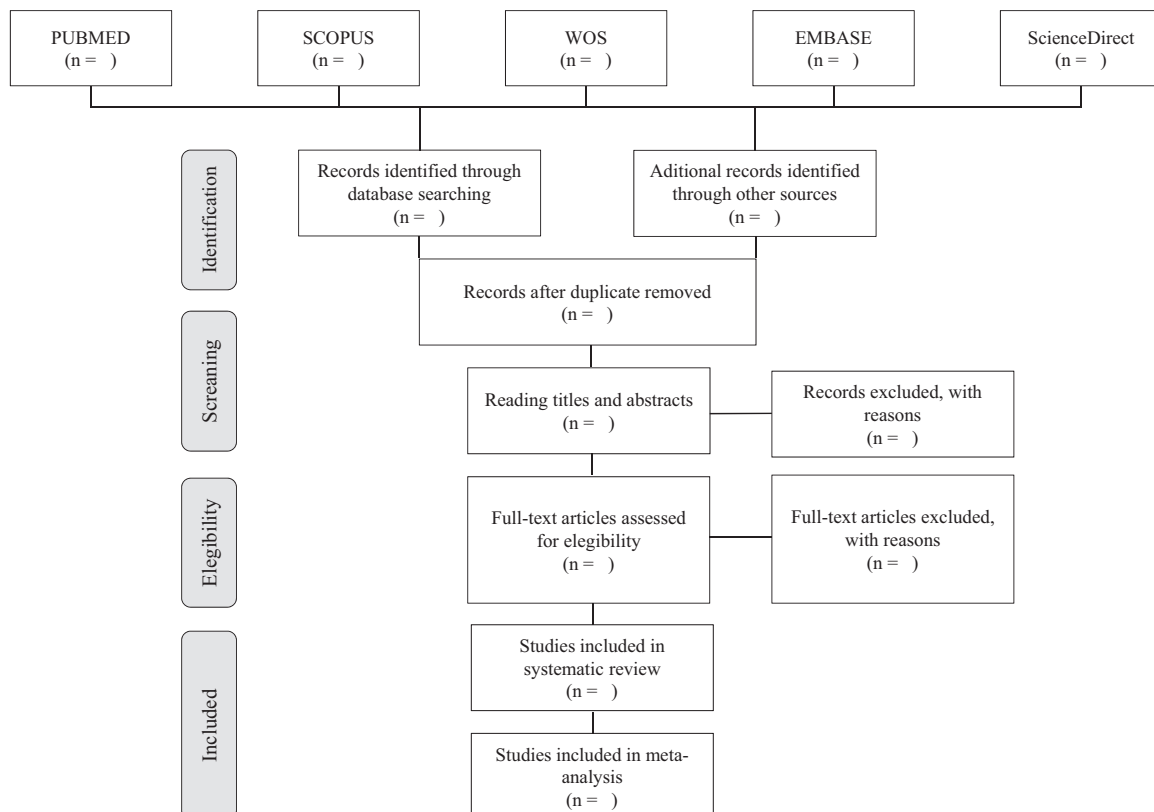 PUBMED
(n = )
SCOPUS
(n = )
WOS
(n = )
EMBASE
(n = )
ScienceDirect
(n = )
Identification
Records identified through
database searching
(n = )
Aditional records identified
through other sources
(n = )
Records after duplicate removed
(n = )
Screaning
Reading titles and abstracts
(n = )
Records excluded, with
reasons
(n = )
Elegibility
Full-text articles assessed
for elegibility
(n = )
Full-text articles excluded,
with reasons
(n = )
Included
Studies included in
systematic review
(n = )
Studies included in meta-
analysis
(n = )